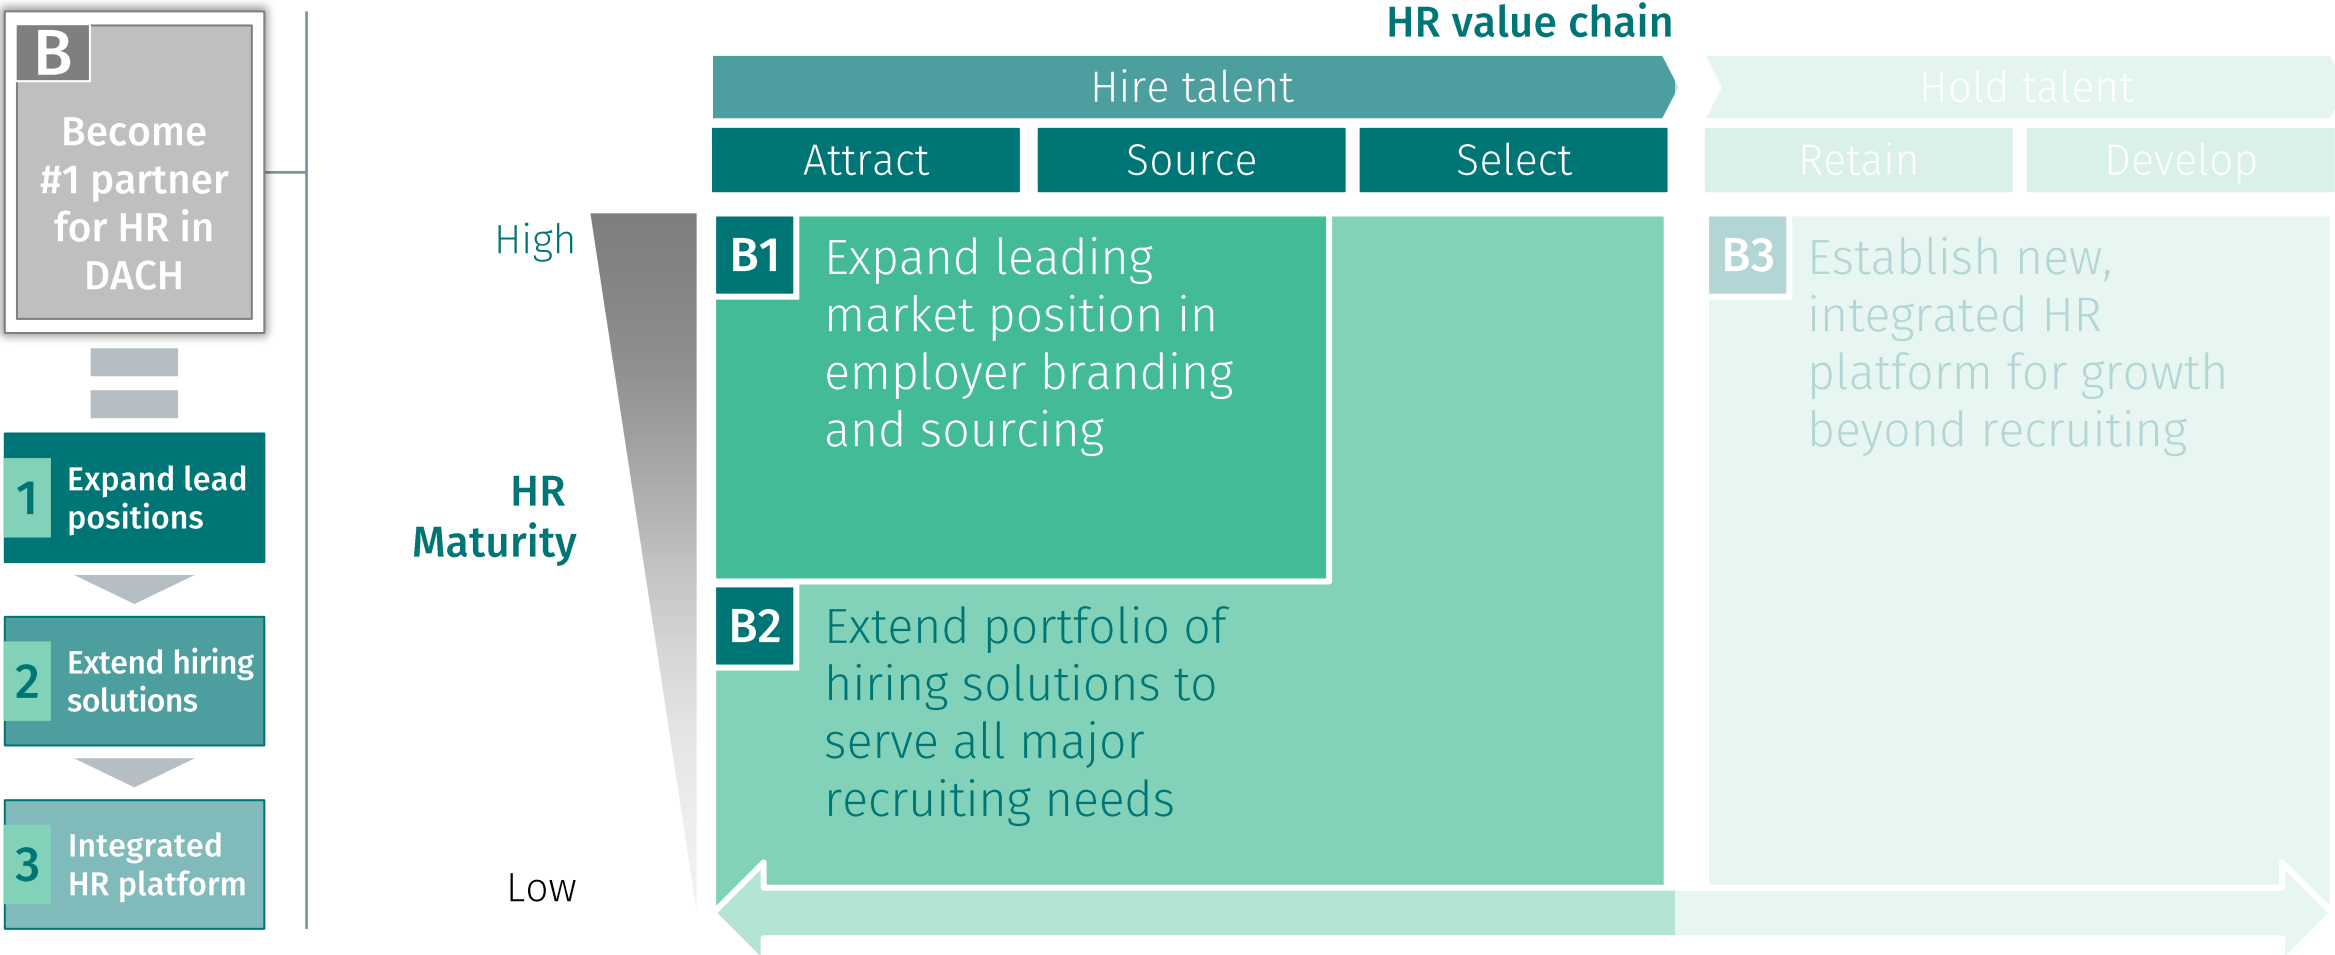 B
Become
#1 partner
for HR in
DACH
1
Expand lead
positions
2
Extend hiring
solutions
3
Integrated
HR platform
HR value chain
Hire talent
Hold talent
Attract
Source
Select
Retain
Develop
High
HR
Maturity
Low
B1
Expand leading
market position in
employer branding
and sourcing
B2
Extend portfolio of
hiring solutions to
serve all major
recruiting needs
B3
Establish new,
integrated HR
platform for growth
beyond recruiting